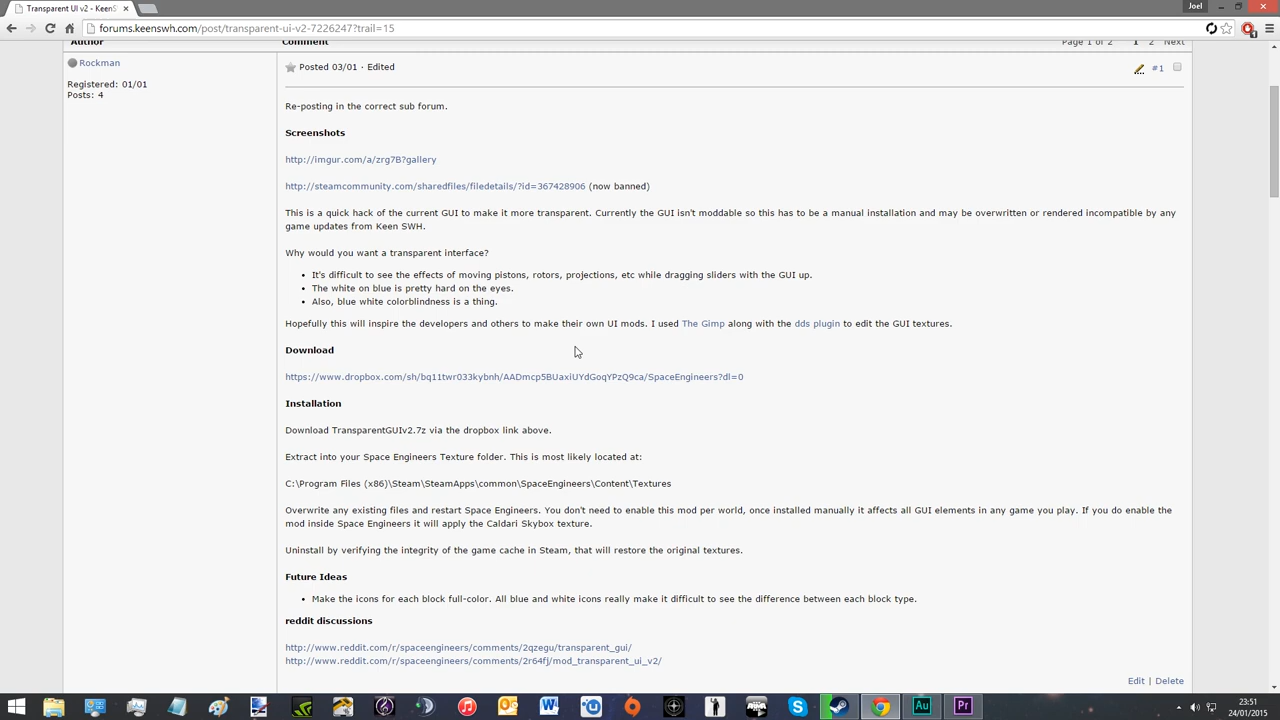 Transparent UI v2 - KeenS
Joel
forums.keenswh.com/post/transparent-ui-v2-7226247?trail=15
Author
Comment
Page 1 of 2 1 2 Next
Rockman
Posted 03/01 · Edited
#1
Registered: 01/01
Posts: 4
Re-posting in the correct sub forum.
Screenshots
http://imgur.com/a/zrg7B?gallery
http://steamcommunity.com/sharedfiles/filedetails/?id=367428906 (now banned)
This is a quick hack of the current GUI to make it more transparent. Currently the GUI isn't moddable so this has to be a manual installation and may be overwritten or rendered incompatible by any
game updates from Keen SWH.
Why would you want a transparent interface?
• It's difficult to see the effects of moving pistons, rotors, projections, etc while dragging sliders with the GUI up.
• The white on blue is pretty hard on the eyes.
• Also, blue white colorblindness is a thing.
Hopefully this will inspire the developers and others to make their own UI mods. I used The Gimp along with the dds plugin to edit the GUI textures.
Download
https://www.dropbox.com/sh/bq11twr033kybnh/AADmcp5BUaxiUYdGoqYPzQ9ca/SpaceEngineers?dl=0
Installation
Download TransparentGUIv2.7z via the dropbox link above.
Extract into your Space Engineers Texture folder. This is most likely located at:
C:\Program Files (x86)\Steam\SteamApps\common\SpaceEngineers\Content\Textures
Overwrite any existing files and restart Space Engineers. You don't need to enable this mod per world, once installed manually it affects all GUI elements in any game you play. If you do enable the
mod inside Space Engineers it will apply the Caldari Skybox texture.
Uninstall by verifying the integrity of the game cache in Steam, that will restore the original textures.
Future Ideas
• Make the icons for each block full-color. All blue and white icons really make it difficult to see the difference between each block type.
reddit discussions
http://www.reddit.com/r/spaceengineers/comments/2qzegu/transparent_gui/
http://www.reddit.com/r/spaceengineers/comments/2r64fj/mod_transparent_ui_v2/
Edit | Delete
Au
Pr
23:51
24/01/2015